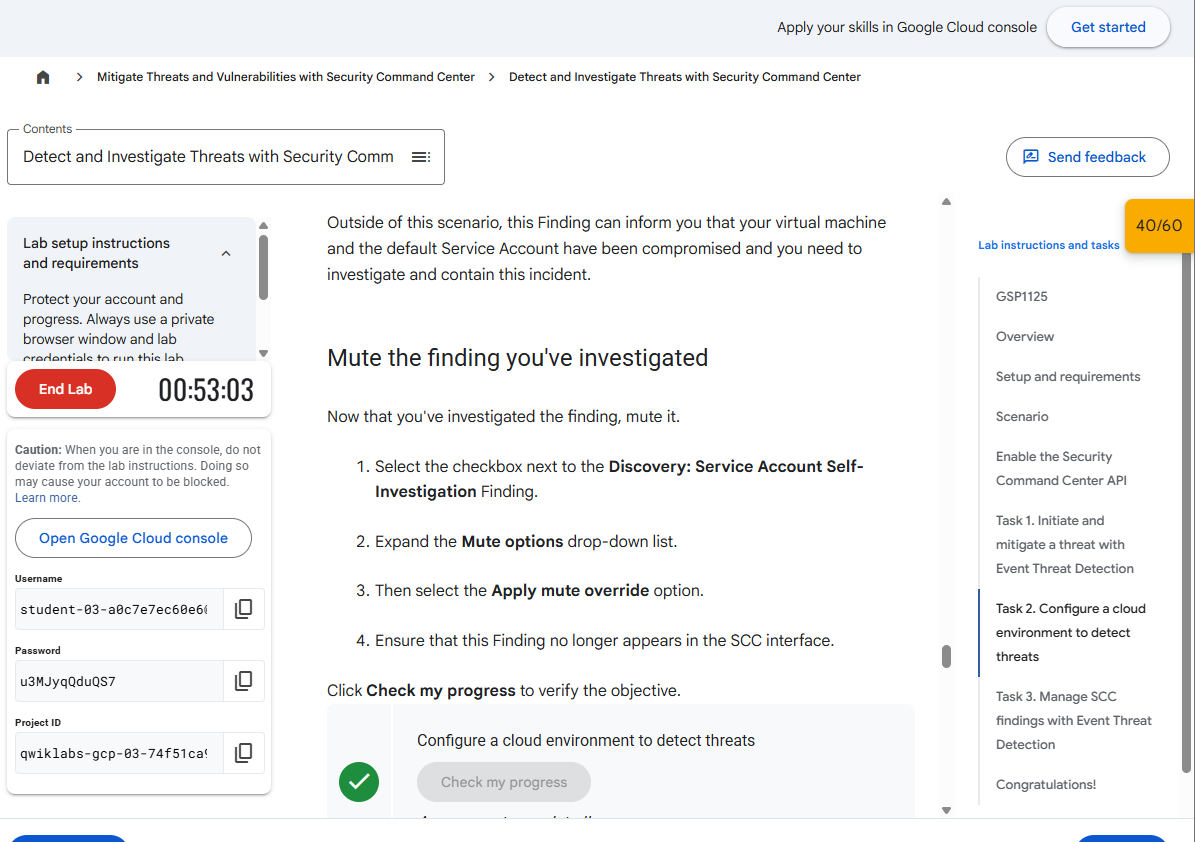 Apply your skills in Google Cloud console
Get started
Mitigate Threats and Vulnerabilities with Security Command Center
Detect and Investigate Threats with Security Command Center
Contents
Detect and Investigate Threats with Security Comm
Send feedback
Lab setup instructions
and requirements
Protect your account and
progress. Always use a private
browser window and lab
credentials to run this lab
End Lab
00:53:03
Caution: When you are in the console, do not
deviate from the lab instructions. Doing so
may cause your account to be blocked.
Learn more.
Open Google Cloud console
Username
student-03-a0c7e7ec60e6
Password
u3MJyqQduQS7
Project ID
qwiklabs-gcp-03-74f51ca
Outside of this scenario, this Finding can inform you that your virtual machine
and the default Service Account have been compromised and you need to
investigate and contain this incident.
Mute the finding you've investigated
Now that you've investigated the finding, mute it.
1. Select the checkbox next to the Discovery: Service Account Self-
Investigation Finding.
2. Expand the Mute options drop-down list.
3. Then select the Apply mute override option.
4. Ensure that this Finding no longer appears in the SCC interface.
Click Check my progress to verify the objective.
Configure a cloud environment to detect threats
Check my progress
40/60
Lab instructions and tasks
GSP1125
Overview
Setup and requirements
Scenario
Enable the Security
Command Center API
Task 1. Initiate and
mitigate a threat with
Event Threat Detection
Task 2. Configure a cloud
environment to detect
threats
Task 3. Manage SCC
findings with Event Threat
Detection
Congratulations!